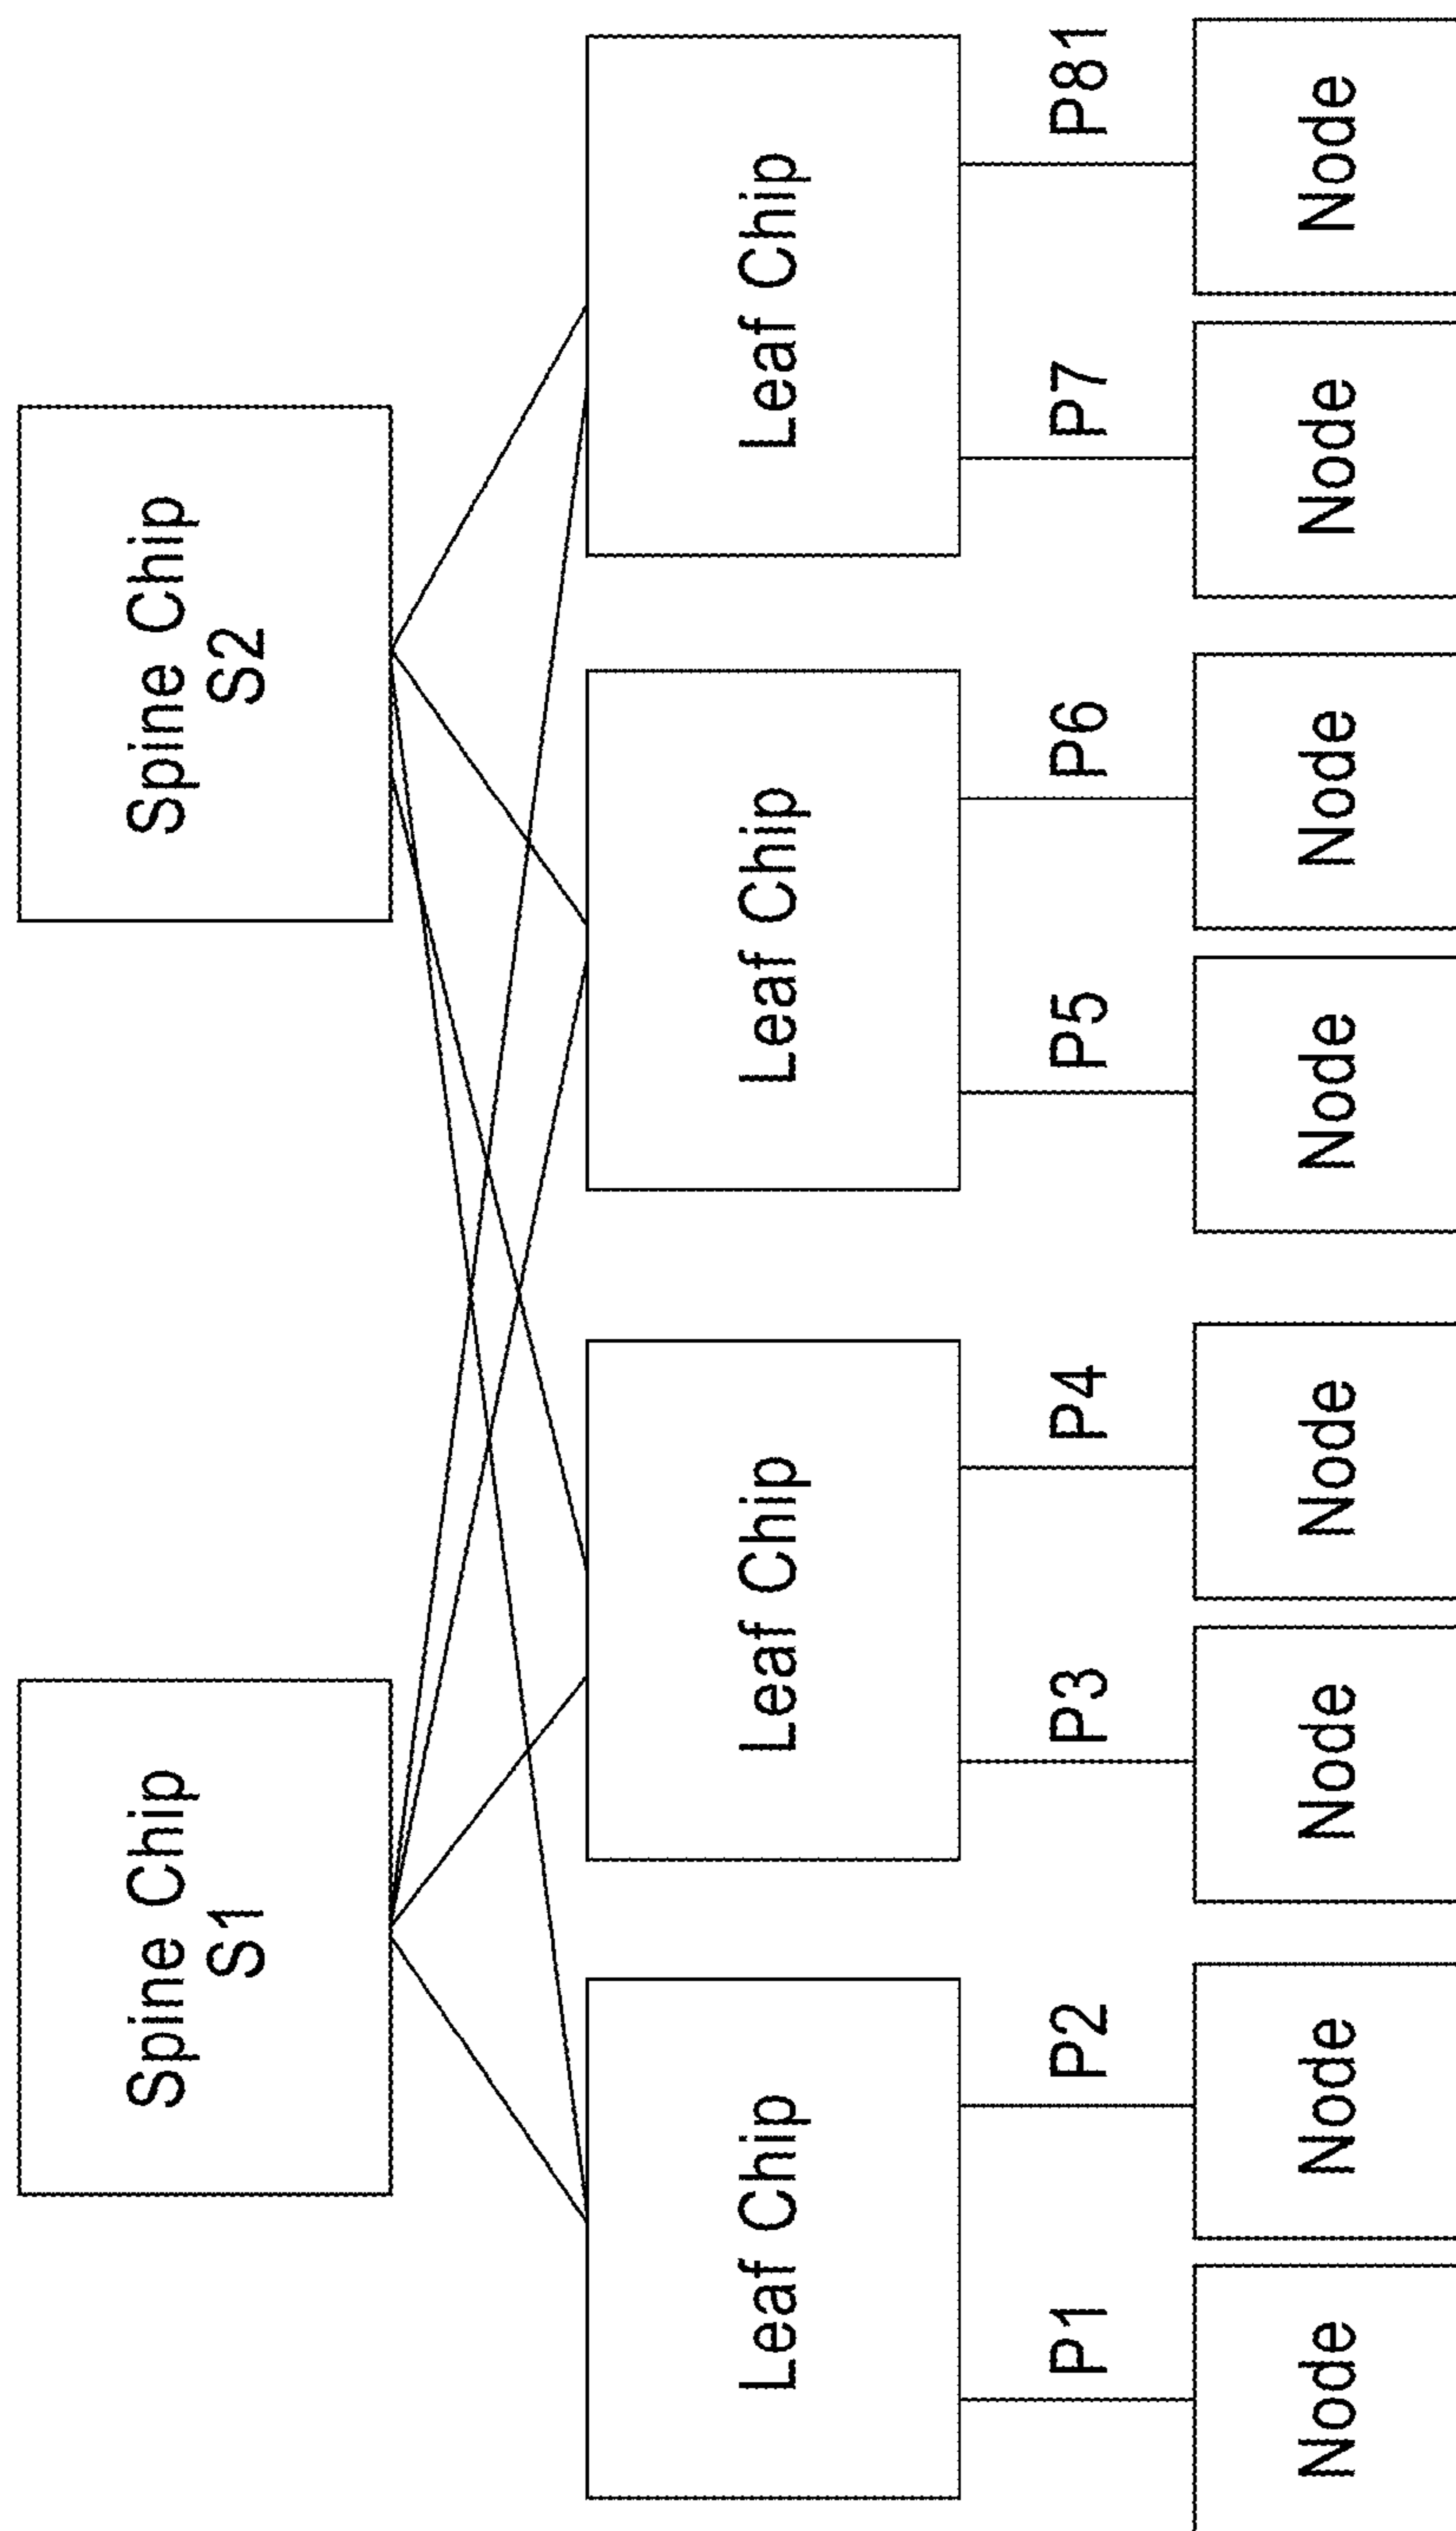 Spine Chip
S1
Spine Chip
S2
Leaf Chip
Leaf Chip
Leaf Chip
Leaf Chip
P1
P2
P3
P4
P5
P6
P7
P81
Node
Node
Node
Node
Node
Node
Node
Node